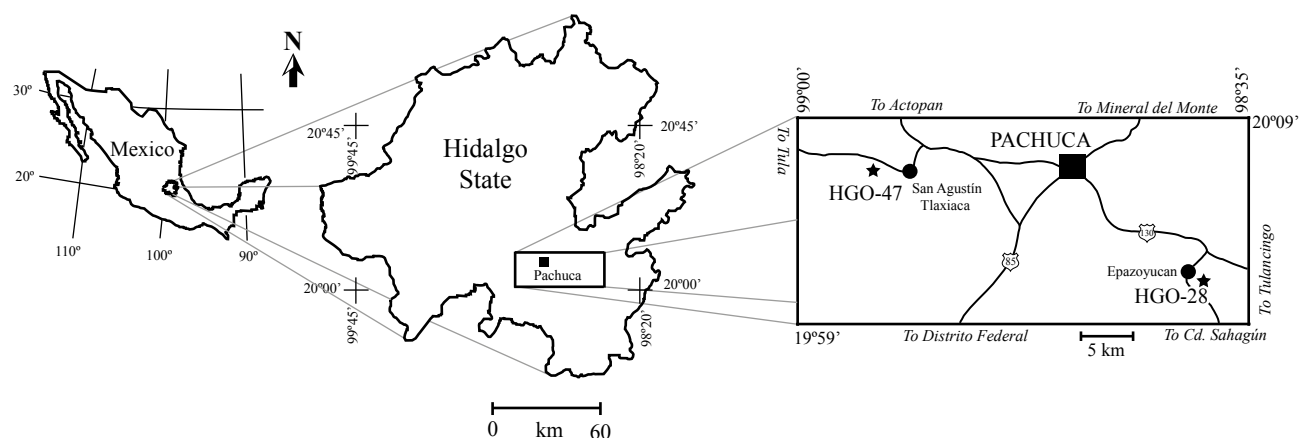 N
30º
20º
Mexico
110º
100º
90º
20º45’
99º45’
Hidalgo
State
20º45’
98º20’
Pachuca
20º00’
99º45’
20º00’
98º20’
0 km 60
99º00’
To Actopan
To Mineral del Monte
98º35’
20º09’
To Tula
PACHUCA
HGO-47
San Agustín
Tlaxiaca
130
85
Epazoyucan
HGO-28
To Tulancingo
19º59’
To Distrito Federal
To Cd. Sahagún
5 km